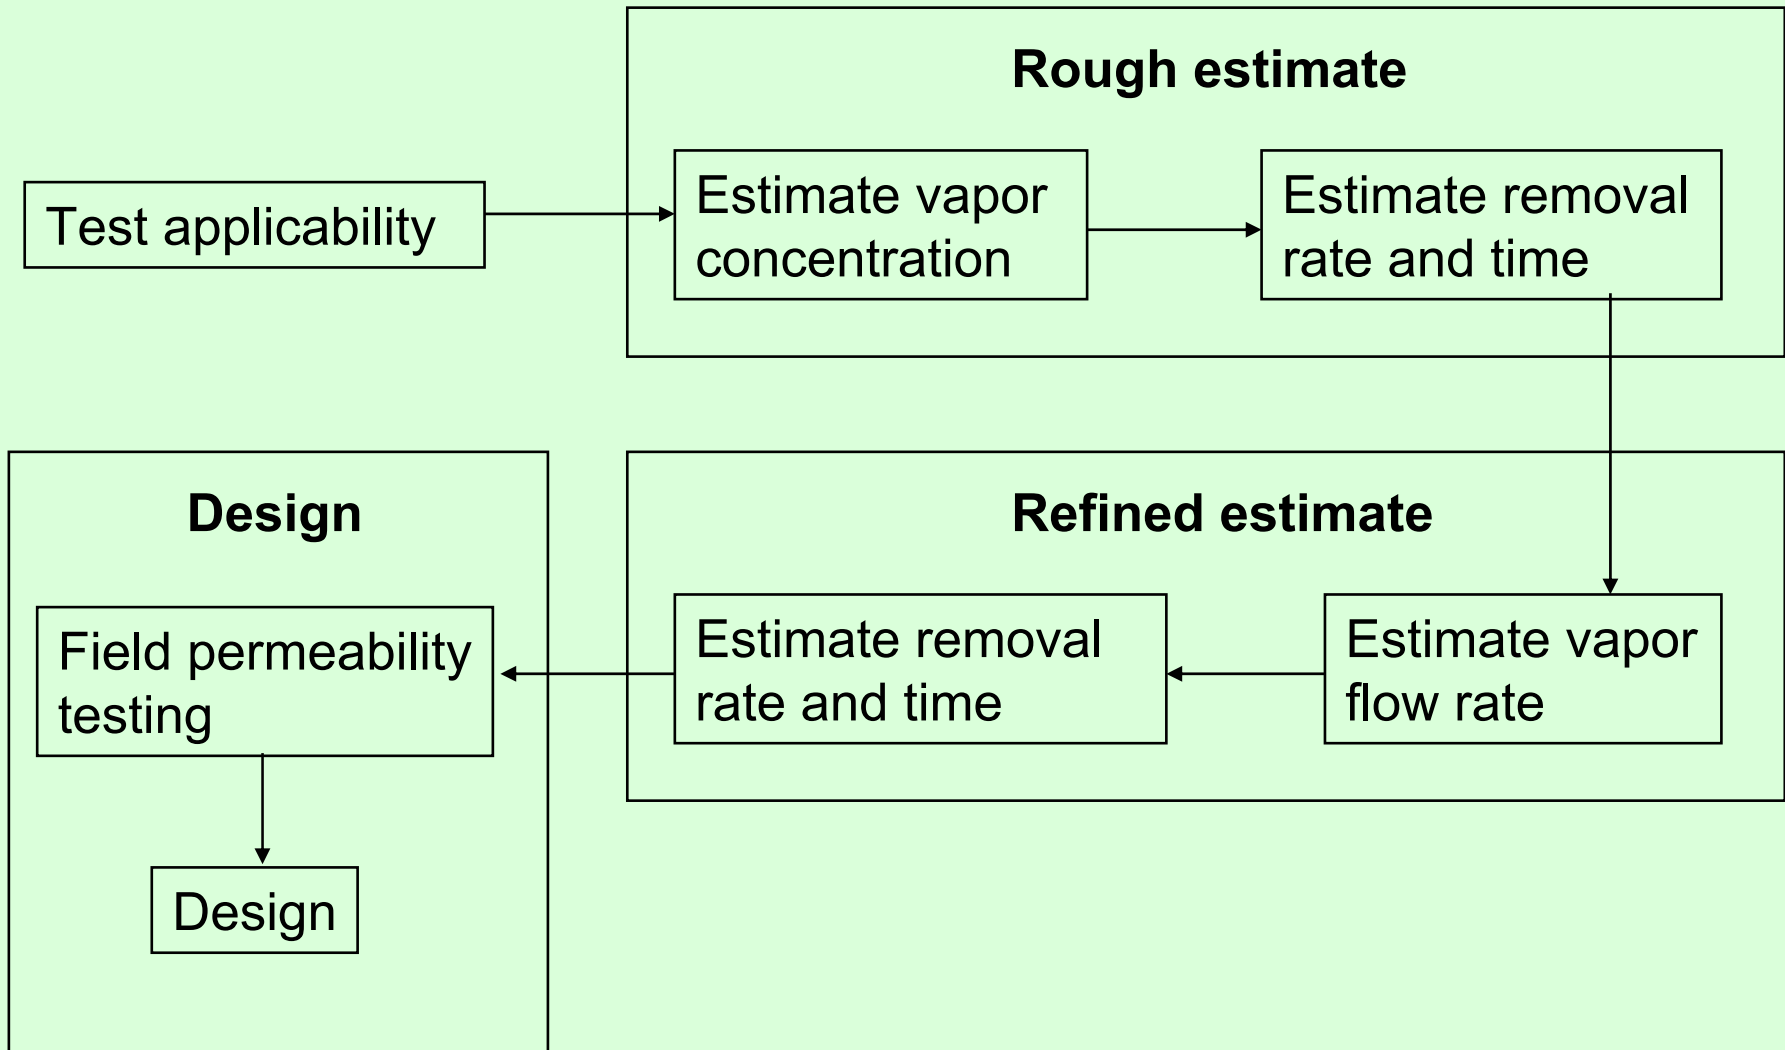 Rough estimate
Test applicability
Estimate vapor
concentration
Estimate removal
rate and time
Design
Field permeability
testing
Design
Refined estimate
Estimate removal
rate and time
Estimate vapor
flow rate